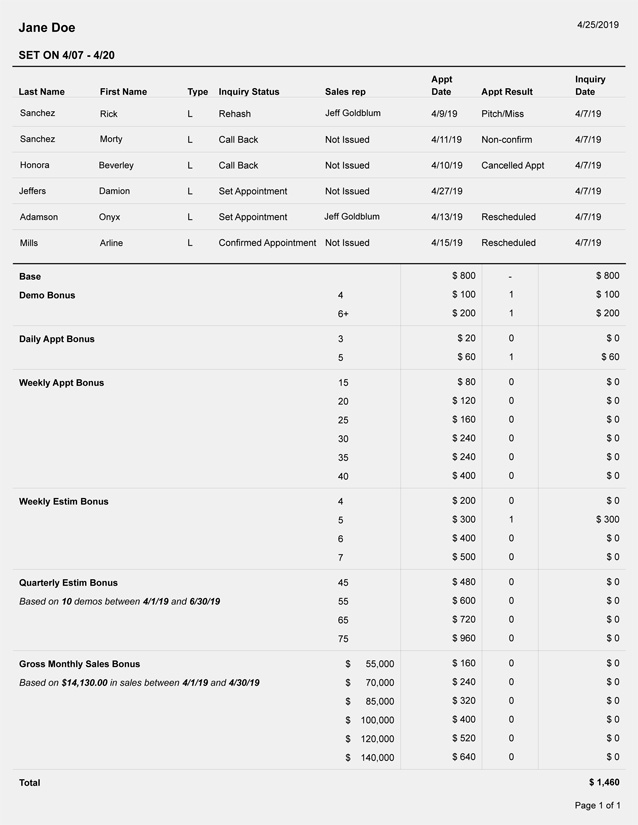 Jane Doe 4/25/2019
SET ON 4/07 - 4/20
Appt Inquiry
Last Name First Name Type Inquiry Status Sales rep Date Appt Result Date
Sanchez Rick L Rehash Jeff Goldblum 4/9/19 Pitch/Miss 4/7/19
Sanchez Morty L Call Back Not Issued 4/11/19 Non-confirm 4/7/19
Honora Beverley L Call Back Not Issued 4/10/19 Cancelled Appt 4/7/19
Jeffers Damion L Set Appointment Not Issued 4/27/19 4/7/19
Adamson Onyx L Set Appointment Jeff Goldblum 4/13/19 Rescheduled 4/7/19
Mills Arline L Confirmed Appointment Not Issued 4/15/19 Rescheduled 4/7/19
Base $ 800 - $ 800
Demo Bonus 4 $ 100 1 $ 100
6+ $ 200 1 $ 200
Daily Appt Bonus 3 $ 20 0 $ 0
5 $ 60 1 $ 60
Weekly Appt Bonus 15 $ 80 0 $ 0
20 $ 120 0 $ 0
25 $ 160 0 $ 0
30 $ 240 0 $ 0
35 $ 240 0 $ 0
40 $ 400 0 $ 0
Weekly Estim Bonus 4 $ 200 0 $ 0
5 $ 300 1 $ 300
6 $ 400 0 $ 0
7 $ 500 0 $ 0
Quarterly Estim Bonus 45 $ 480 0 $ 0
Based on 10 demos between 4/1/19 and 6/30/19 55 $ 600 0 $ 0
65 $ 720 0 $ 0
75 $ 960 0 $ 0
Gross Monthly Sales Bonus $ 55,000 $ 160 0 $ 0
Based on $14,130.00 in sales between 4/1/19 and 4/30/19 $ 70,000 $ 240 0 $ 0
$ 85,000 $ 320 0 $ 0
$ 100,000 $ 400 0 $ 0
$ 120,000 $ 520 0 $ 0
$ 140,000 $ 640 0 $ 0
Total $ 1,460
Page 1 of 1